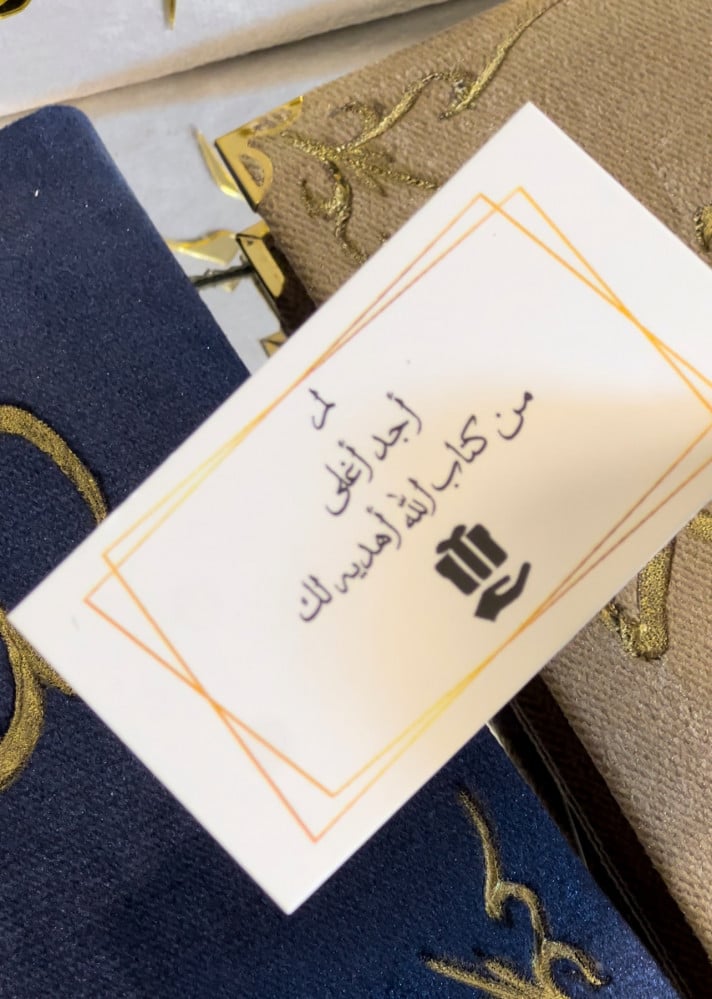 لم
أجد أغلى
من كتاب الله أهديه لك